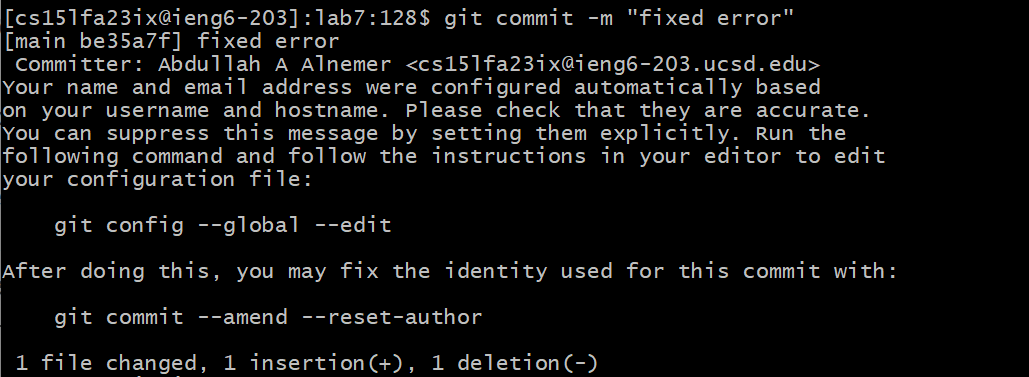 [cs15lfa23ix@ieng6-203]:lab7:128$ git commit -m "fixed error"
[main be35a7f] fixed error
 Committer: Abdullah A Alnemer <cs15lfa23ix@ieng6-203.ucsd.edu>
Your name and email address were configured automatically based
on your username and hostname. Please check that they are accurate.
You can suppress this message by setting them explicitly. Run the
following command and follow the instructions in your editor to edit
your configuration file:

    git config --global --edit

After doing this, you may fix the identity used for this commit with:

    git commit --amend --reset-author

 1 file changed, 1 insertion(+), 1 deletion(-)